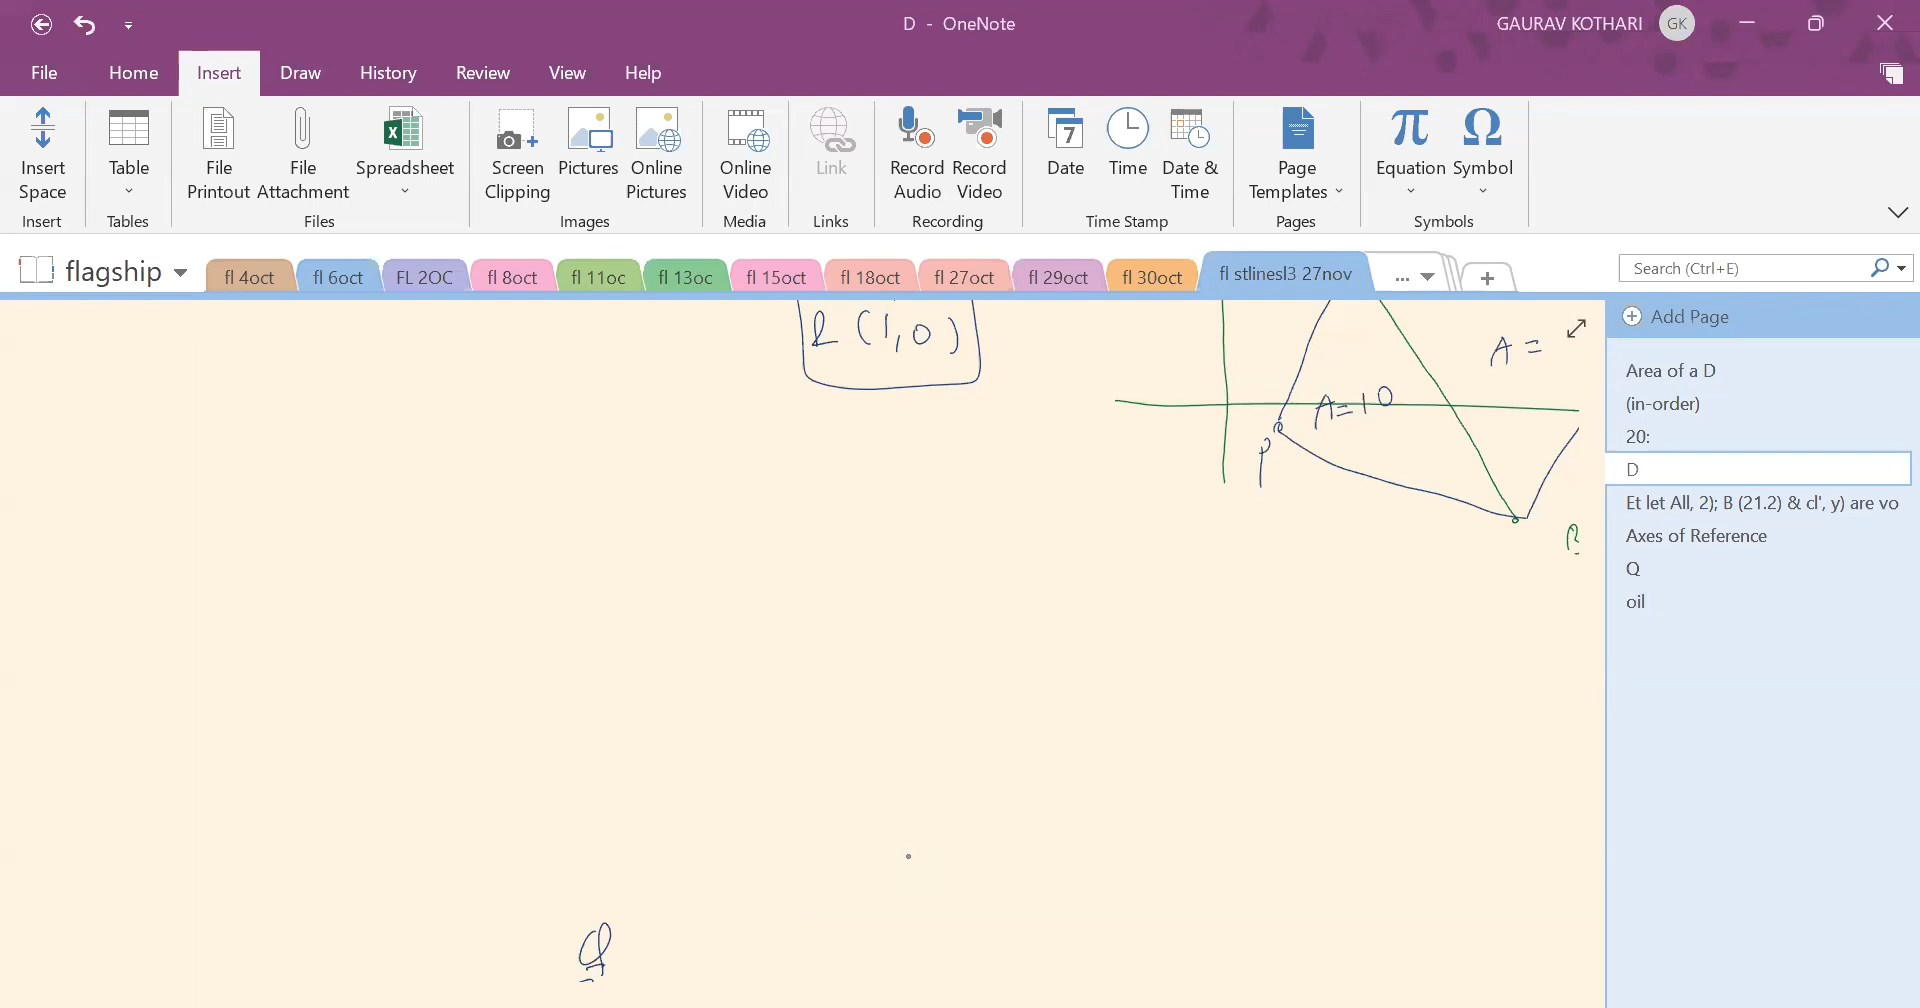 D - OneNote
GAURAV KOTHARI
GK
File Home Insert Draw History Review View Help
Insert Space
Table
File Printout
File Attachment
Spreadsheet
Screen Clipping
Pictures
Online Pictures
Online Video
Link
Record Audio
Record Video
Date
Time
Date & Time
Page Templates
Equation
Symbol
Insert Tables Files Images Media Links Recording Time Stamp Pages Symbols
flagship
fl 4oct fl 6oct FL 2OC fl 8oct fl 11oc fl 13oc fl 15oct fl 18oct fl 27oct fl 29oct fl 30oct fl stlinesl3 27nov ...
Search (Ctrl+E)
Add Page
Area of a D
(in-order)
20:
D
Et let All, 2); B (21.2) & cl', y) are vo
Axes of Reference
Q
oil
R (1, 0)
A =
A=10
P
Q